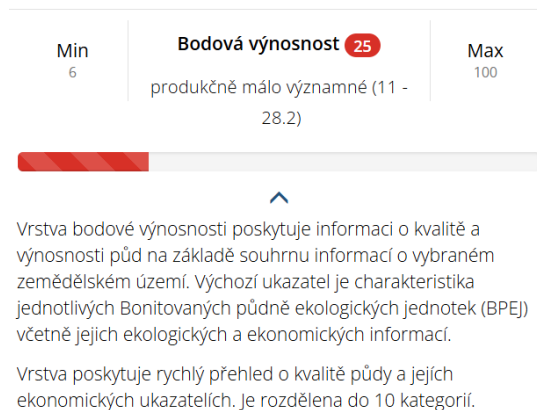 Min
6
Bodová výnosnost 25
produkčně málo významné (11 -
28.2)
Max
100
Vrstva bodové výnosnosti poskytuje informaci o kvalitě a
výnosnosti půd na základě souhrnu informací o vybraném
zemědělském území. Výchozí ukazatel je charakteristika
jednotlivých Bonitovaných půdně ekologických jednotek (BPEJ)
včetně jejich ekologických a ekonomických informací.
Vrstva poskytuje rychlý přehled o kvalitě půdy a jejích
ekonomických ukazatelích. Je rozdělena do 10 kategorií.